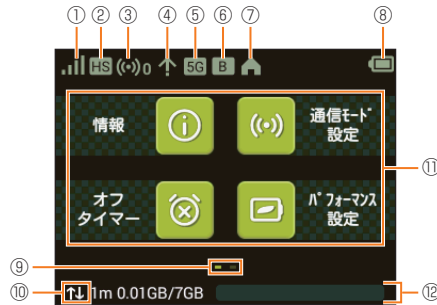 ① ② ③ ④ ⑤ ⑥ ⑦ ⑧
HS 0 5G B
情報
通信ﾓｰﾄﾞ
設定
⑪
オフ
タイマー
ﾊﾟﾌｫｰﾏﾝｽ
設定
⑨
⑩ 1m 0.01GB/7GB ⑫